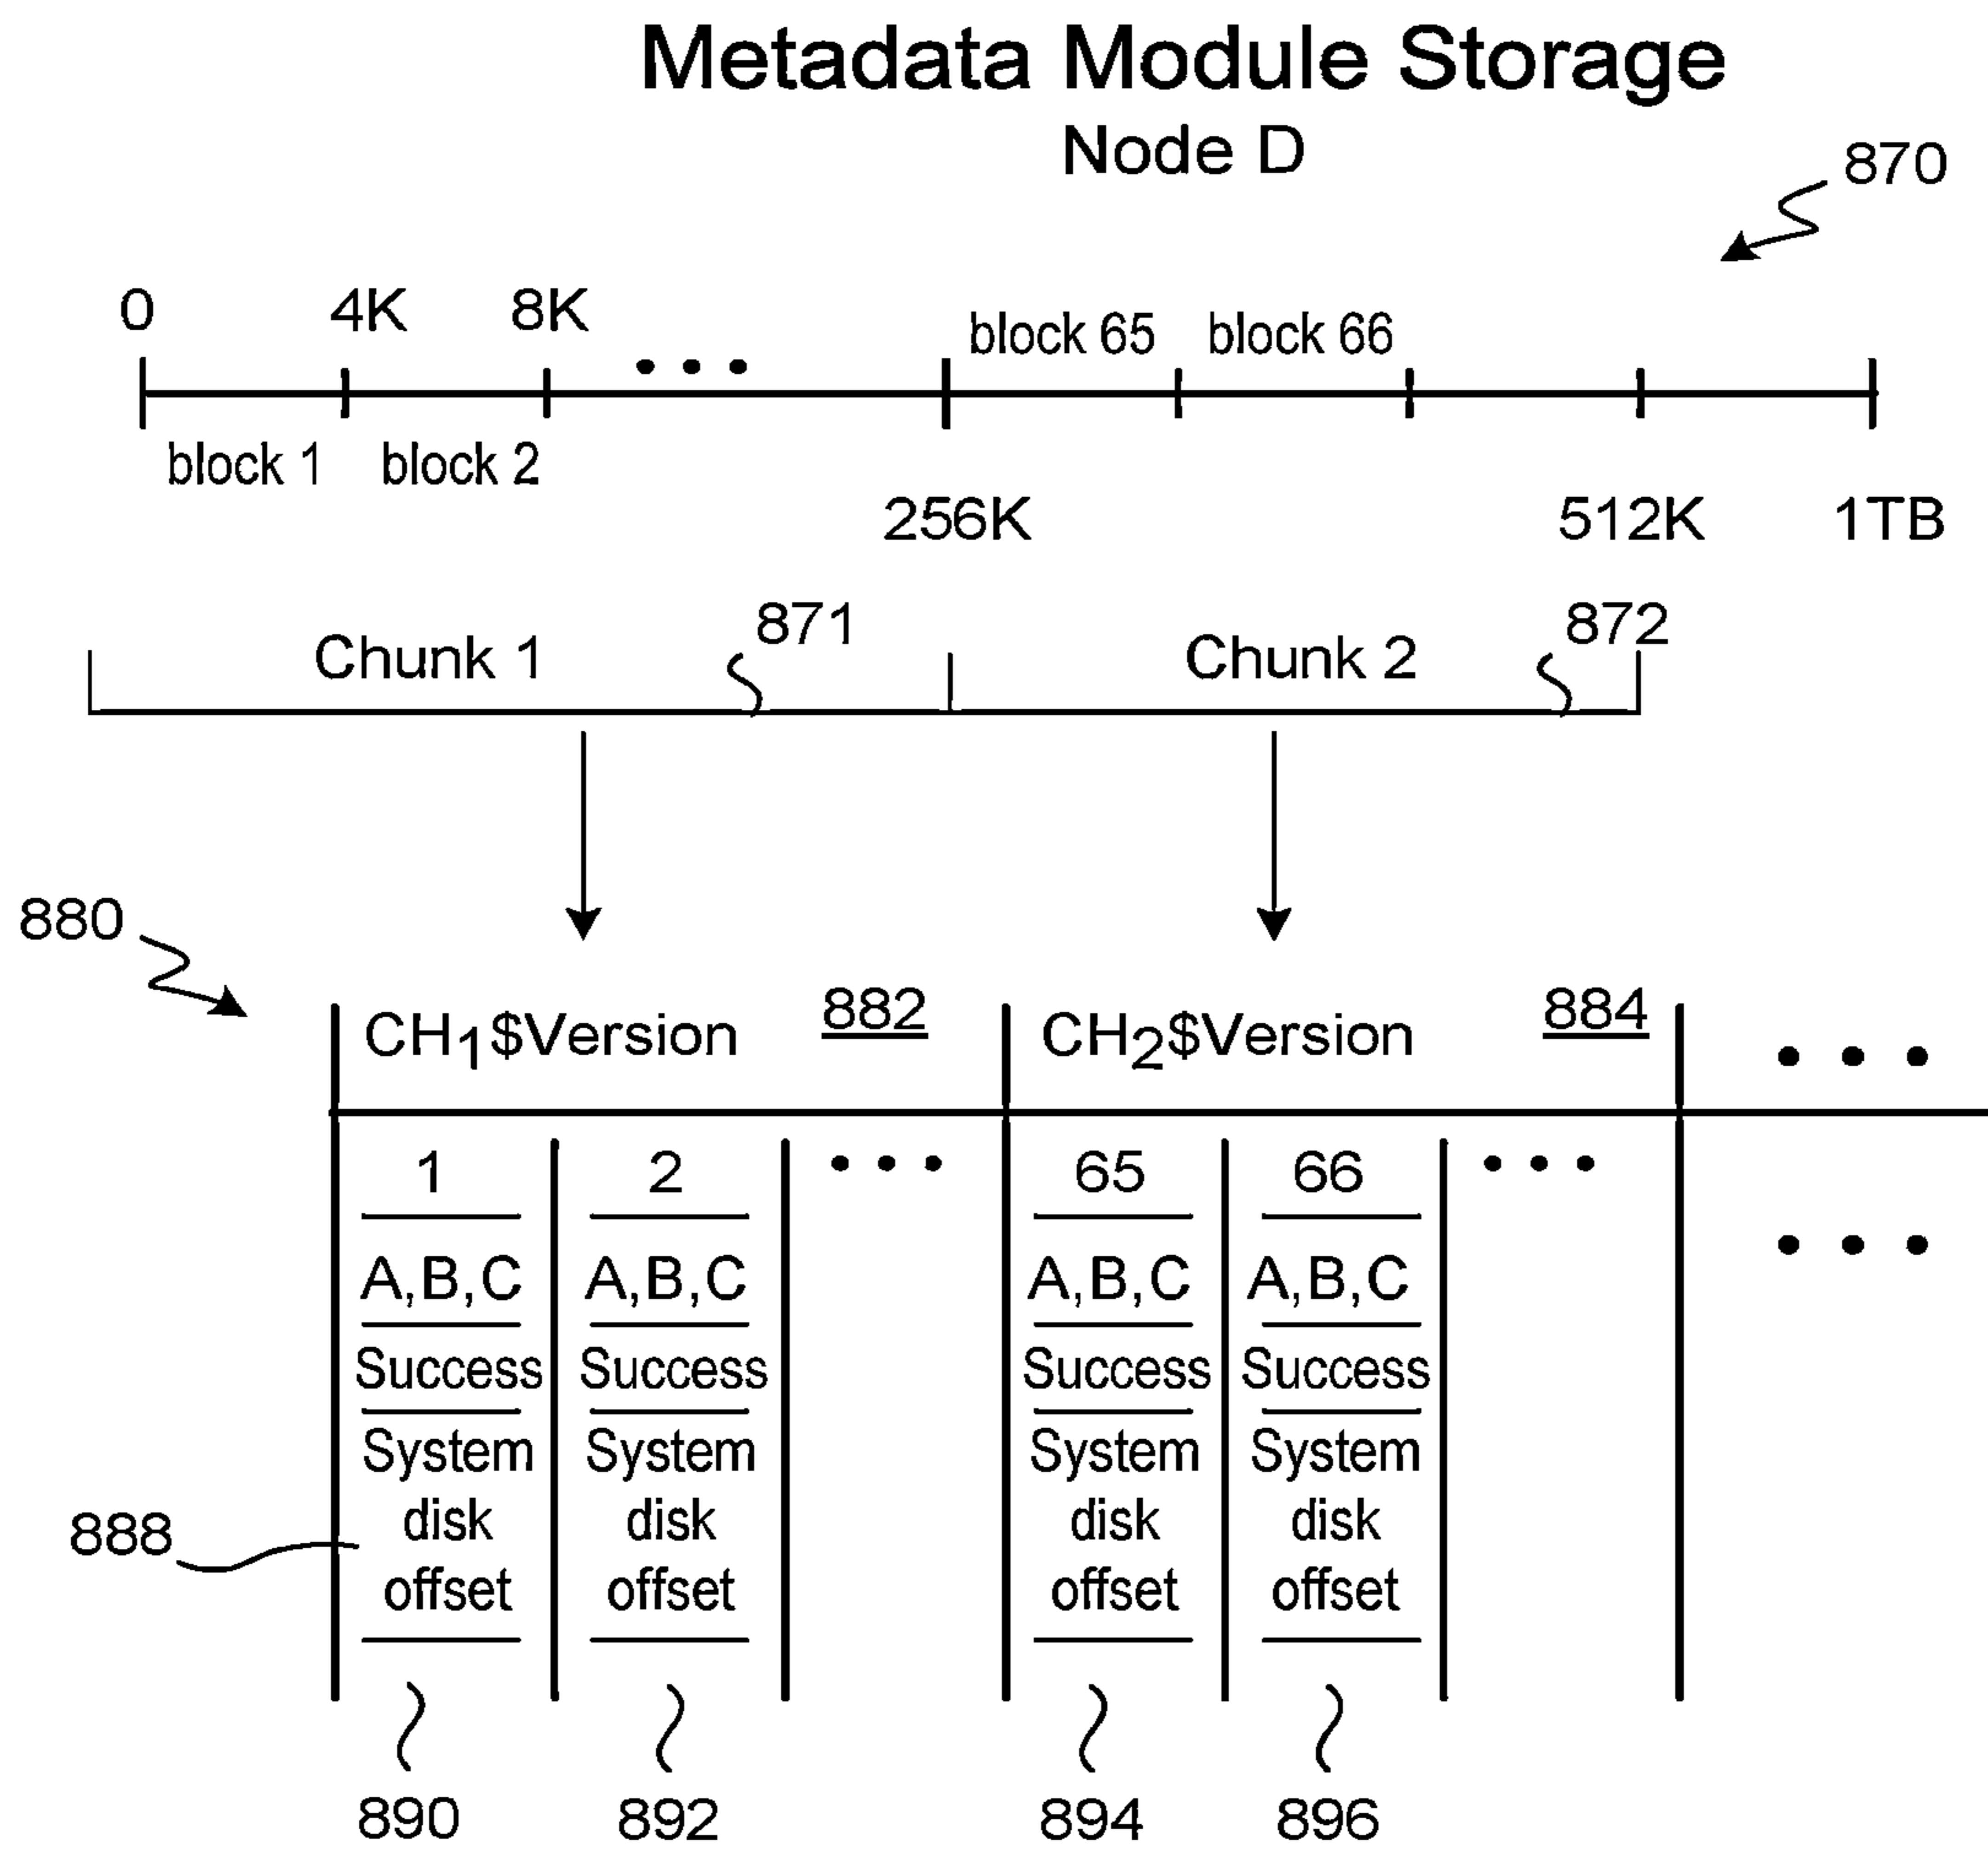 Metadata Module Storage
Node D
870
0 4K 8K
block 65 block 66
• • •
block 1 block 2
256K 512K 1TB
871 872
Chunk 1 Chunk 2
880
CH1$Version 882 CH2$Version 884 • • •
1 2 • • • 65 66 • • •
A,B,C A,B,C A,B,C A,B,C • • •
Success Success Success Success
System System System System
disk disk disk disk
888
offset offset offset offset
890 892 894 896